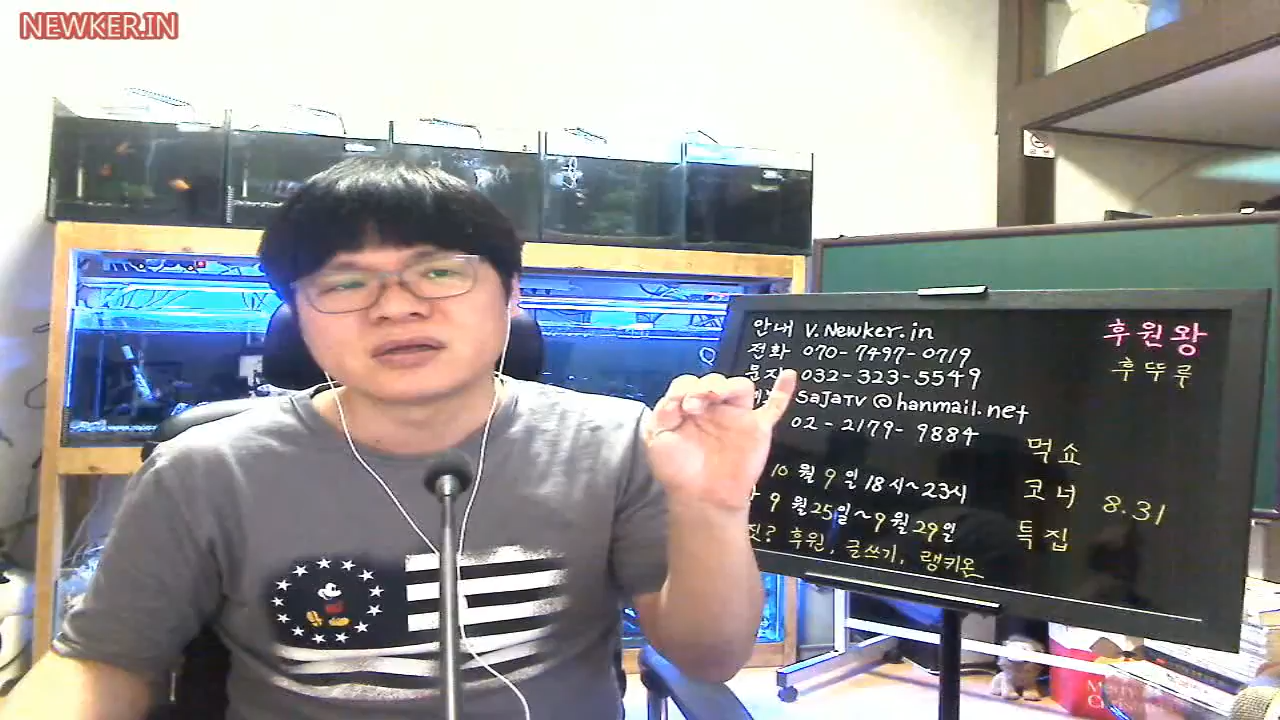 NEWKER.IN
안내 V.Newker.in
전화 070-7497-0719
032-323-5549
sajaTV@hanmail.net
02-2179-9884
10월 9일 18시~23시
9월25일~9월29일
후원, 글쓰기, 랭키온
후원왕
후뚜루
먹쇼
코너 8.31
특집
Merry